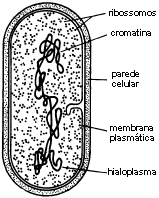 ribossomos
cromatina
parede
celular
membrana
plasmática
hialoplasma